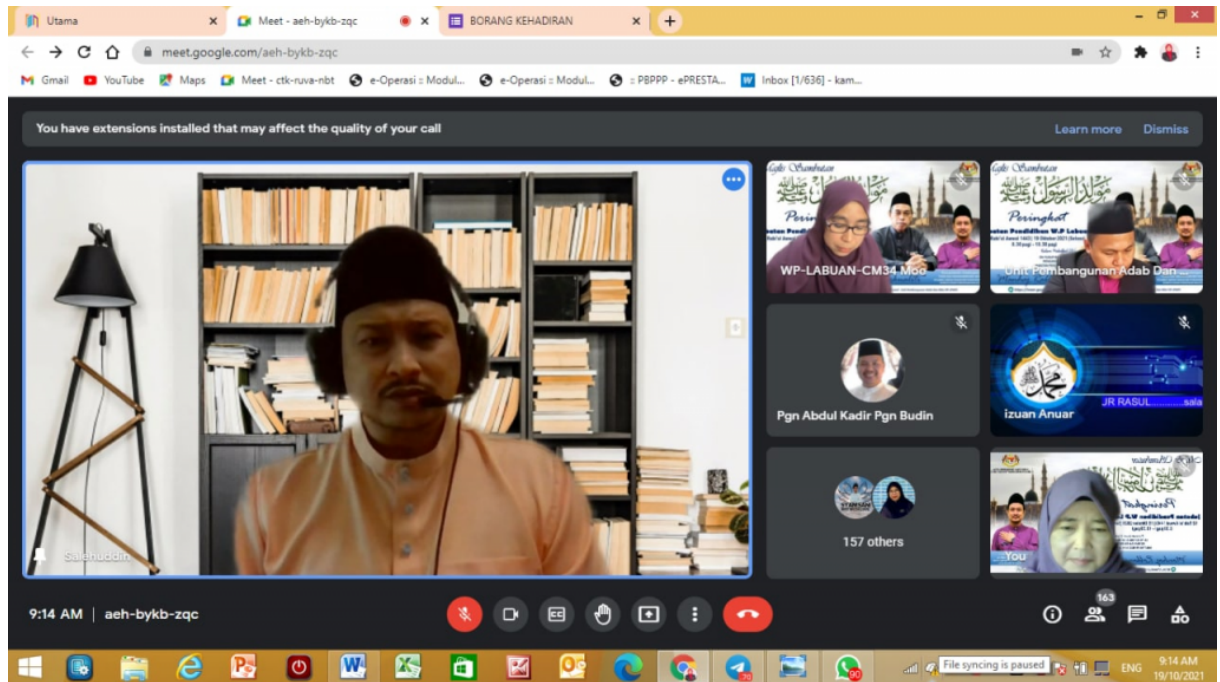 Utama
Meet - aeh-bykb-zqc
BORANG KEHADIRAN
meet.google.com/aeh-bykb-zqc
Gmail
YouTube
Maps
Meet - ctk-ruva-nbt
e-Operasi :: Modul...
e-Operasi :: Modul...
:: PBPPP - ePRESTA...
Inbox [1/636] - kam...
You have extensions installed that may affect the quality of your call
Learn more
Dismiss
Salehuddin
WP-LABUAN-CM34 Moe
Peringkat
Unit Pembangunan Adab Dan ...
Pgn Abdul Kadir Pgn Budin
JR RASUL
izuan Anuar
157 others
You
9:14 AM | aeh-bykb-zqc
163
File syncing is paused
ENG
9:14 AM
19/10/2021